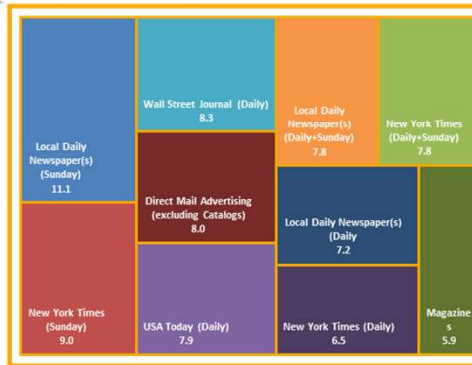 Local Daily
Newspaper(s)
(Sunday)
11.1
New York Times
(Sunday)
9.0
Wall Street Journal (Daily)
8.3
Direct Mail Advertising
(excluding Catalogs)
8.0
USA Today (Daily)
7.9
Local Daily
Newspaper(s)
(Daily+Sunday)
7.8
New York Times
(Daily+Sunday)
7.8
Local Daily Newspaper(s)
(Daily
7.2
New York Times (Daily)
6.5
Magazine
s
5.9